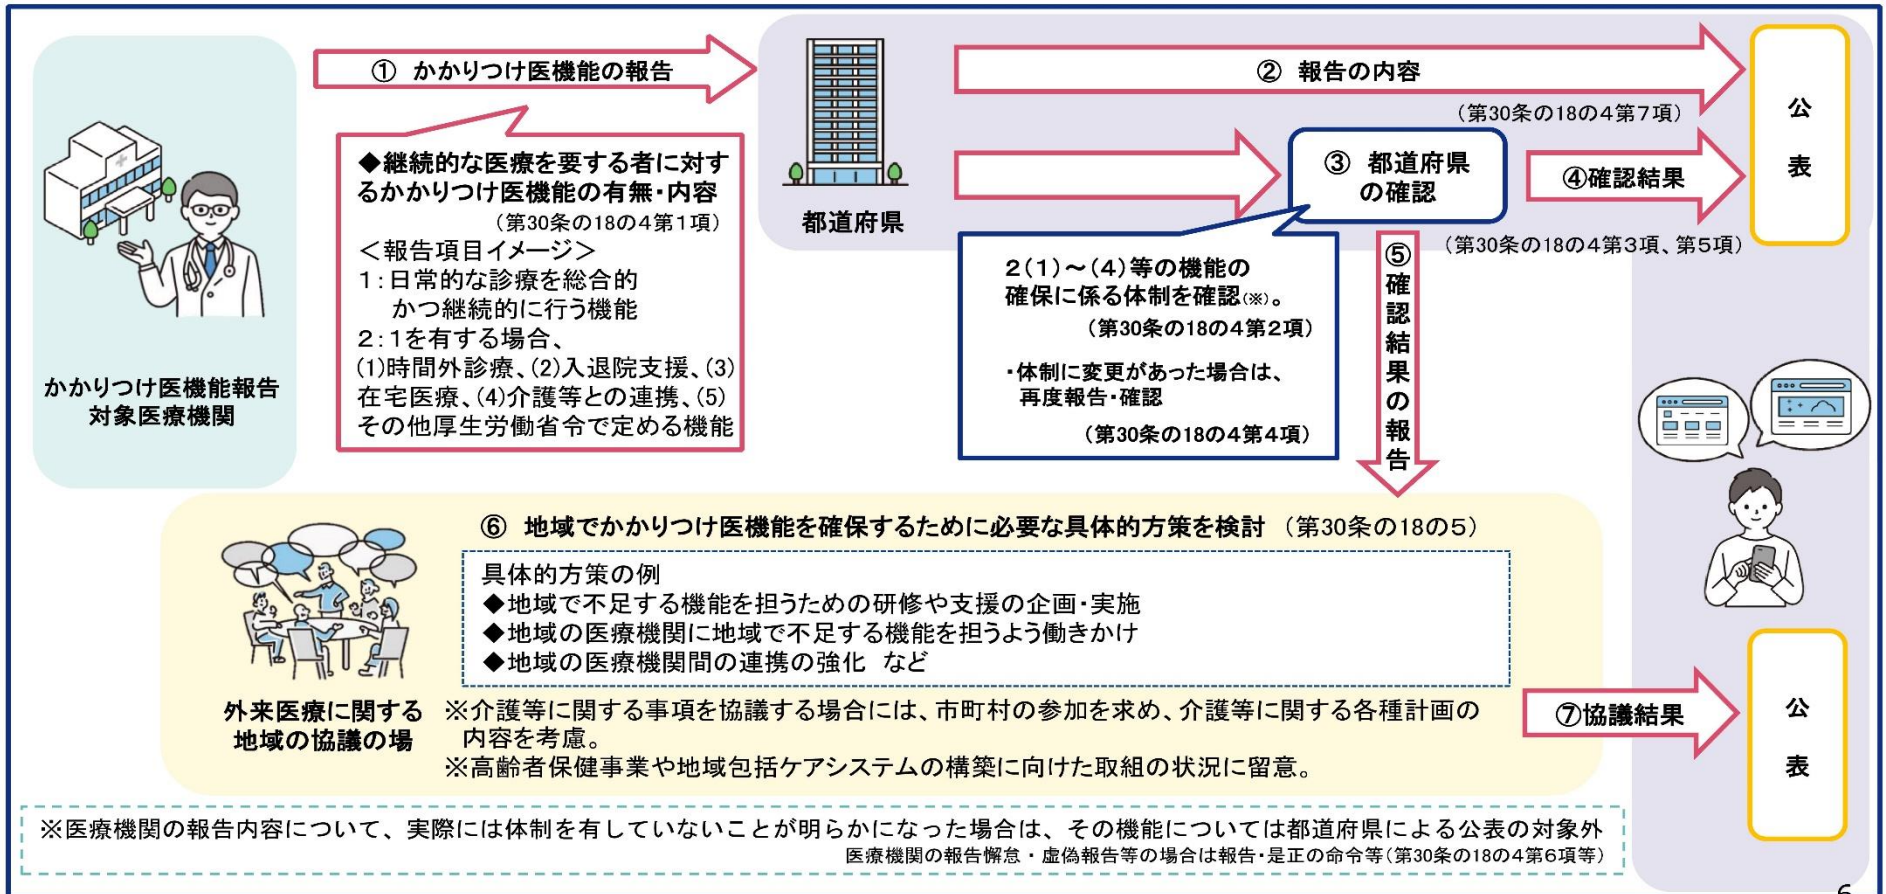 ① かかりつけ医機能の報告
② 報告の内容
(第30条の18の4第7項)
公
表
◆継続的な医療を要する者に対す
るかかりつけ医機能の有無・内容
(第30条の18の4第1項)
<報告項目イメージ>
1:日常的な診療を総合的
かつ継続的に行う機能
2:1を有する場合、
(1)時間外診療、(2)入退院支援、(3)
在宅医療、(4)介護等との連携、(5)
その他厚生労働省令で定める機能
かかりつけ医機能報告
対象医療機関
都道府県
③ 都道府県
の確認
④確認結果
(第30条の18の4第3項、第5項)
2(1)~(4)等の機能の
確保に係る体制を確認(※)。
(第30条の18の4第2項)
・体制に変更があった場合は、
再度報告・確認
(第30条の18の4第4項)
⑤確認結果の報告
⑥ 地域でかかりつけ医機能を確保するために必要な具体的方策を検討 (第30条の18の5)
具体的方策の例
◆地域で不足する機能を担うための研修や支援の企画・実施
◆地域の医療機関に地域で不足する機能を担うよう働きかけ
◆地域の医療機関間の連携の強化 など
外来医療に関する
地域の協議の場
※介護等に関する事項を協議する場合には、市町村の参加を求め、介護等に関する各種計画の
内容を考慮。
※高齢者保健事業や地域包括ケアシステムの構築に向けた取組の状況に留意。
⑦協議結果
公
表
※医療機関の報告内容について、実際には体制を有していないことが明らかになった場合は、その機能については都道府県による公表の対象外
医療機関の報告懈怠・虚偽報告等の場合は報告・是正の命令等(第30条の18の4第6項等)
6